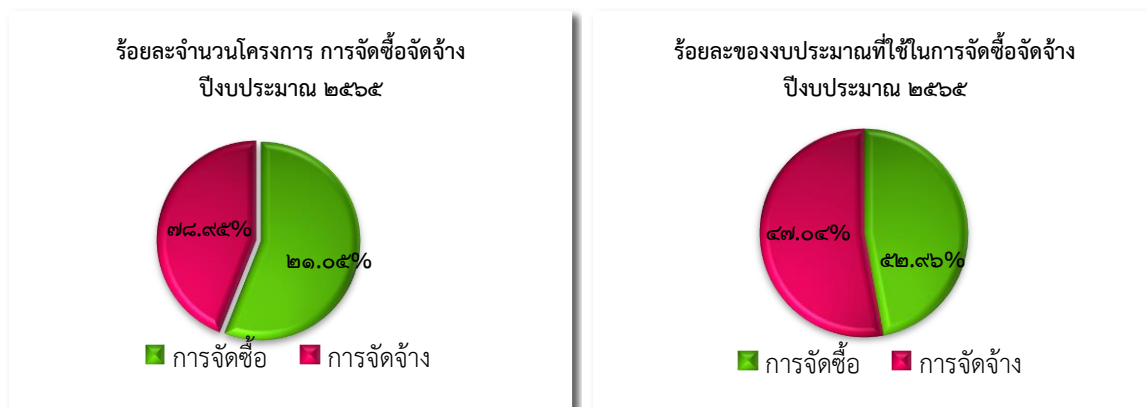 ร้อยละจำนวนโครงการ การจัดซื้อจัดจ้าง
ปีงบประมาณ ๒๕๖๕
๗๘.๙๕%
๒๑.๐๕%
การจัดซื้อ
การจัดจ้าง
ร้อยละของงบประมาณที่ใช้ในการจัดซื้อจัดจ้าง
ปีงบประมาณ ๒๕๖๕
๔๗.๐๔%
๕๒.๙๖%
การจัดซื้อ
การจัดจ้าง